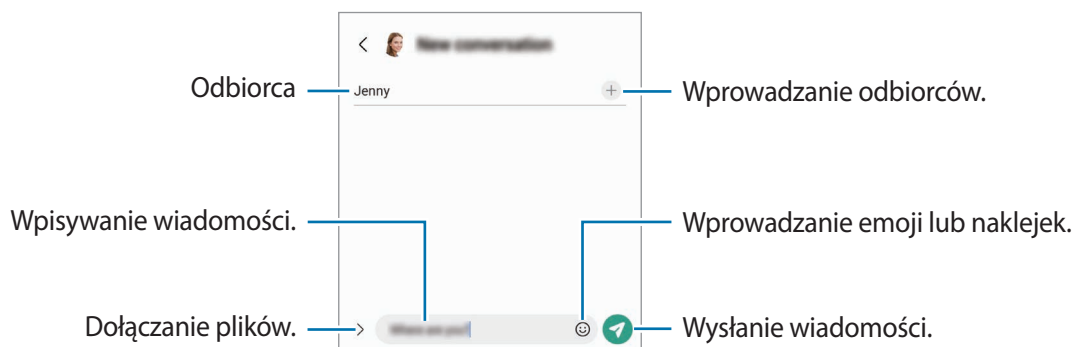 New conversation
Odbiorca
Jenny
Wprowadzanie odbiorców.
Wpisywanie wiadomości.
Wprowadzanie emoji lub naklejek.
Dołączanie plików.
Where are you?
Wysłanie wiadomości.